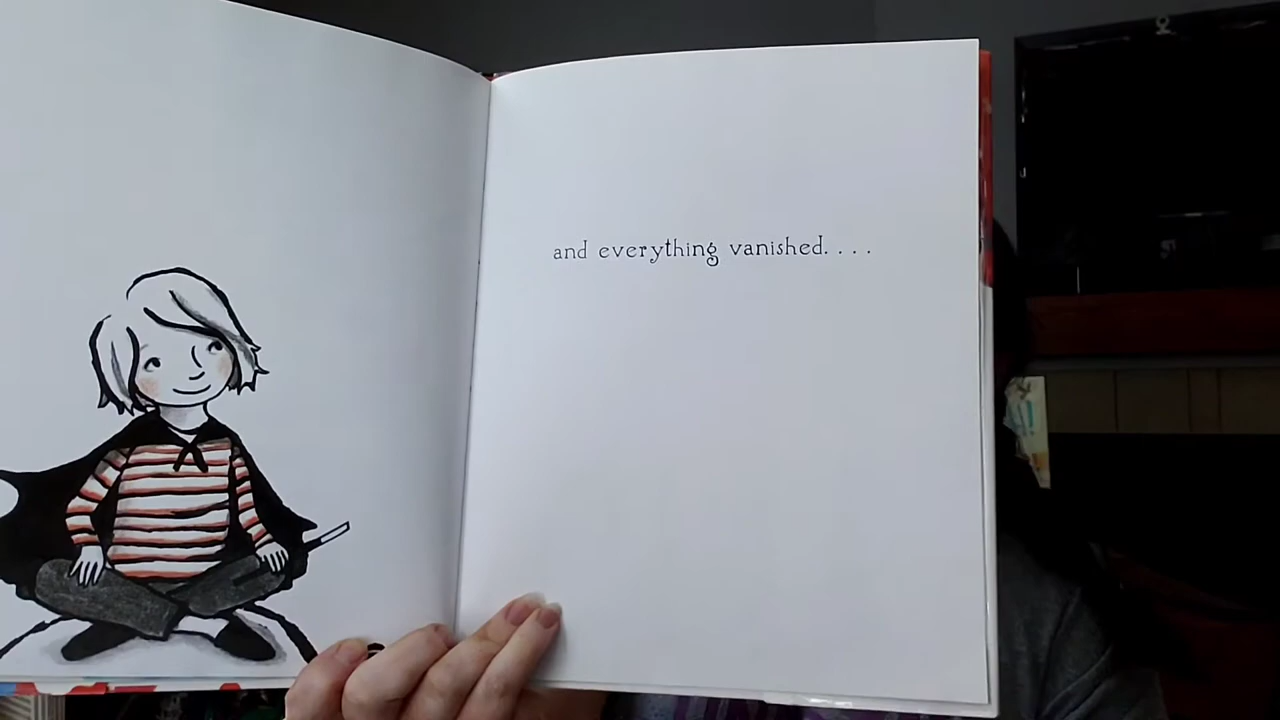 and everything vanished. . . .